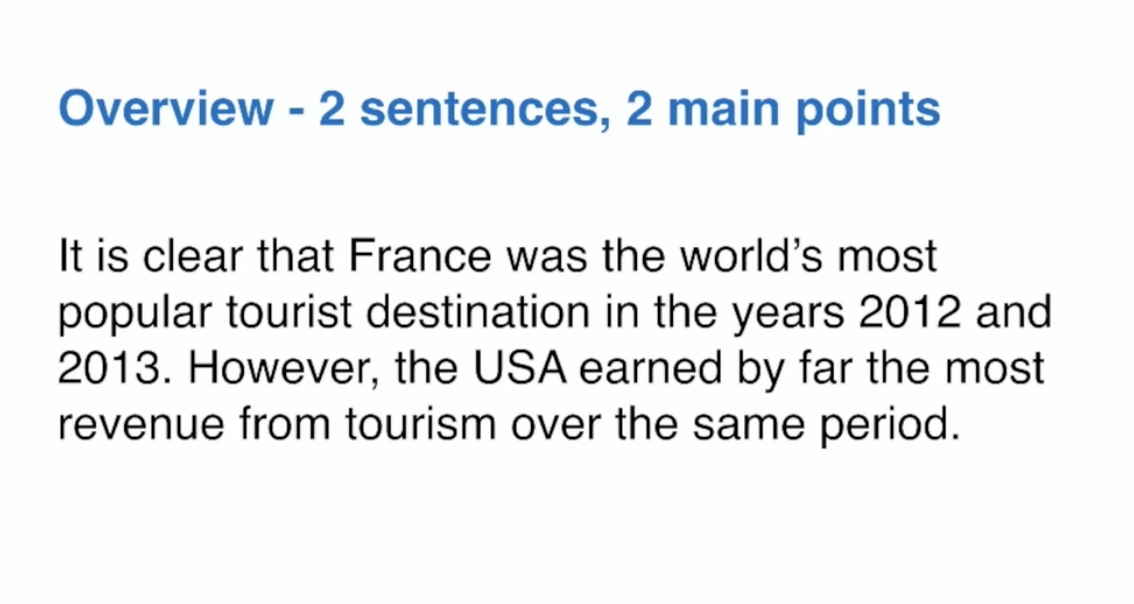 Overview - 2 sentences, 2 main points
It is clear that France was the world’s most
popular tourist destination in the years 2012 and
2013. However, the USA earned by far the most
revenue from tourism over the same period.